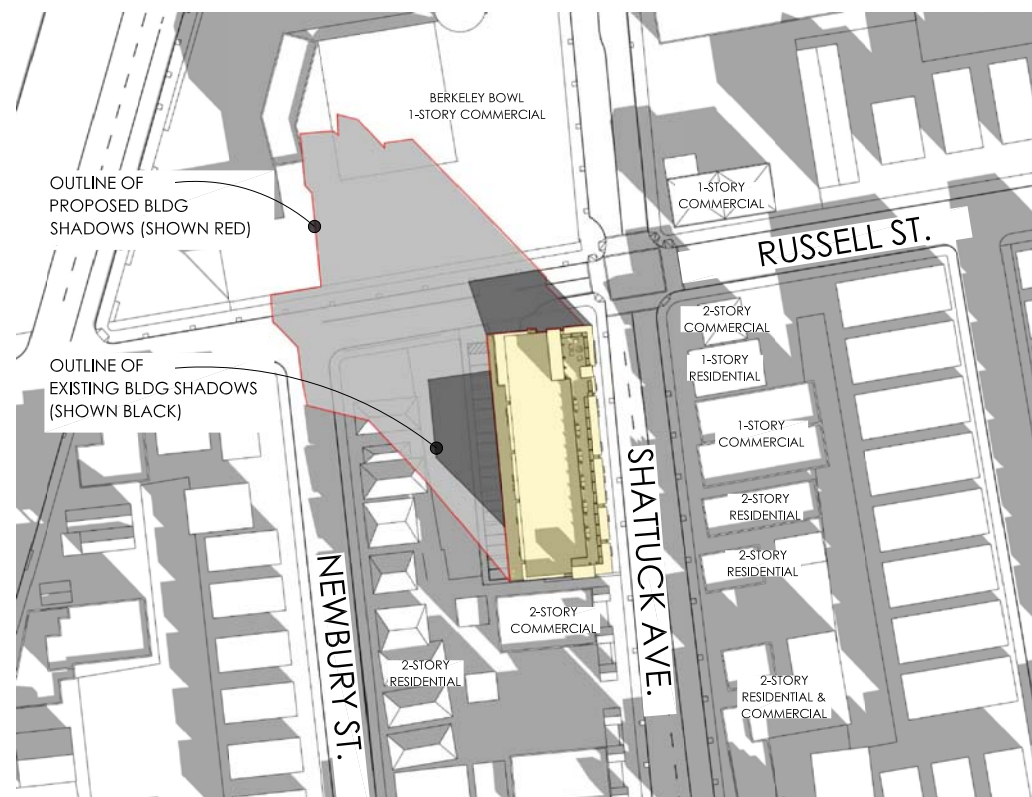 BERKELEY BOWL
1-STORY COMMERCIAL
OUTLINE OF
PROPOSED BLDG
SHADOWS (SHOWN RED)
1-STORY
COMMERCIAL
RUSSELL ST.
2-STORY
COMMERCIAL
1-STORY
RESIDENTIAL
OUTLINE OF
EXISTING BLDG SHADOWS
(SHOWN BLACK)
1-STORY
COMMERCIAL
SHATTUCK AVE.
2-STORY
RESIDENTIAL
2-STORY
RESIDENTIAL
NEWBURY ST.
2-STORY
COMMERCIAL
2-STORY
RESIDENTIAL
2-STORY
RESIDENTIAL &
COMMERCIAL